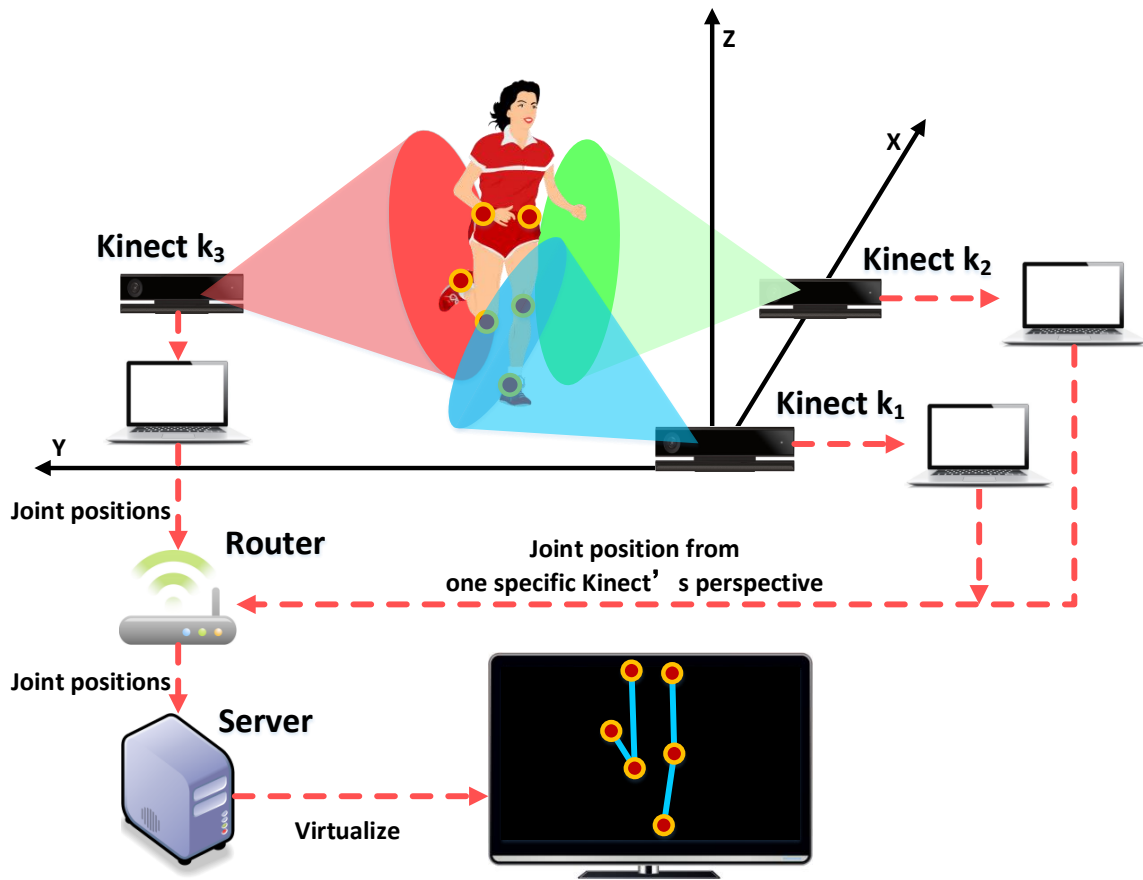 Z
X
Kinect k₃
Kinect k₂
Kinect k₁
Y
Joint positions
Router
Joint position from
one specific Kinect’ s perspective
Joint positions
Server
Virtualize